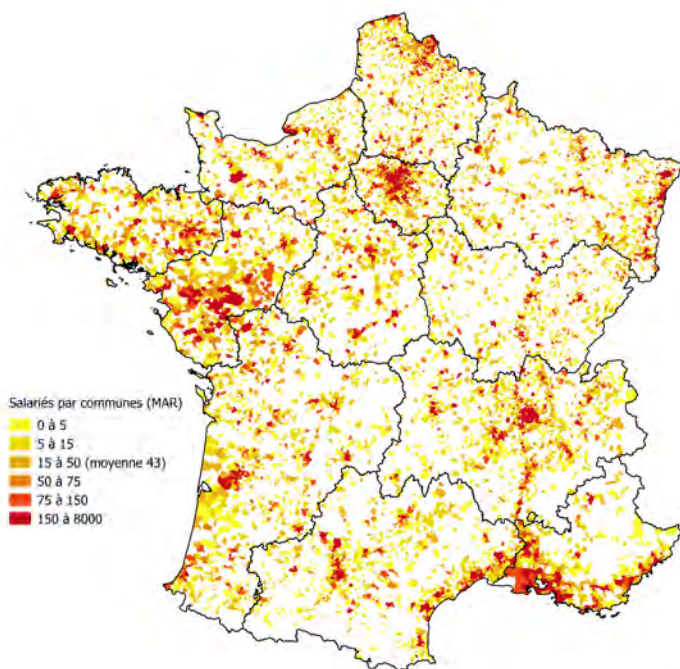 Salariés par communes (MAR)
0 à 5
5 à 15
15 à 50 (moyenne 43)
50 à 75
75 à 150
150 à 8000